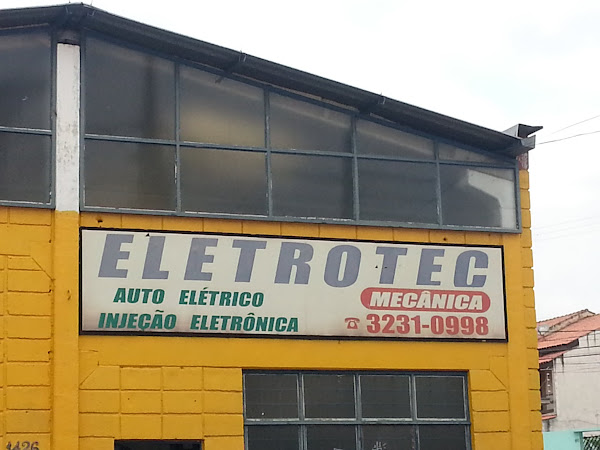 ELETROTEC
AUTO ELÉTRICO
MECÂNICA
INJEÇÃO ELETRÔNICA
☎ 3231-0998